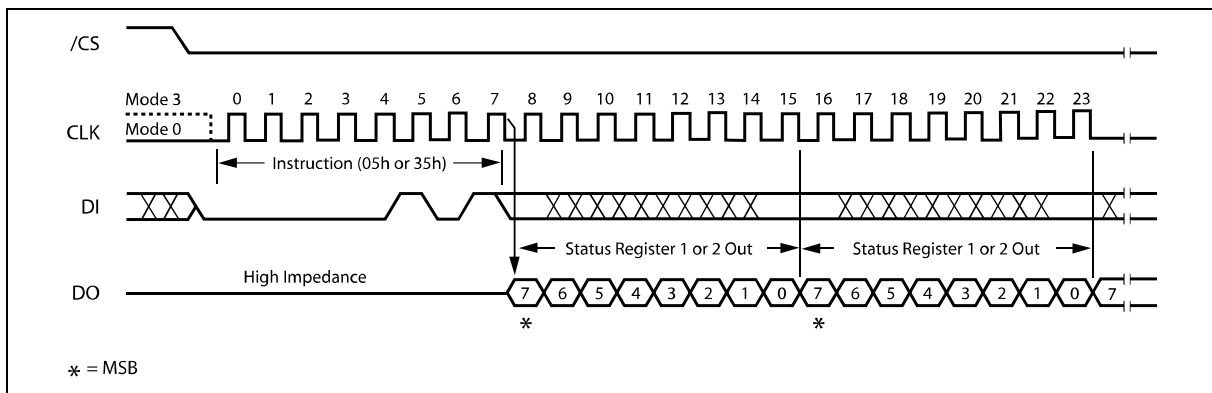 /CS
Mode 3
0 1 2 3 4 5 6 7 8 9 10 11 12 13 14 15 16 17 18 19 20 21 22 23
CLK
Mode 0
Instruction (05h or 35h)
DI
Status Register 1 or 2 Out
Status Register 1 or 2 Out
High Impedance
DO
7 6 5 4 3 2 1 0 7 6 5 4 3 2 1 0 7
* *
* = MSB